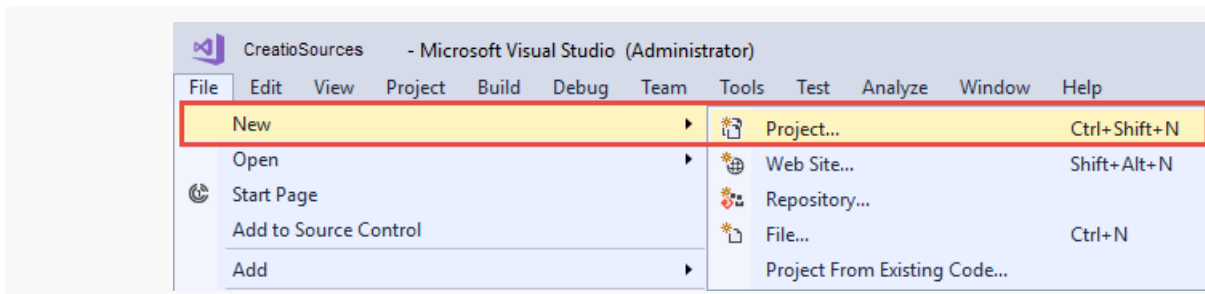 CreatioSources - Microsoft Visual Studio (Administrator)
File Edit View Project Build Debug Team Tools Test Analyze Window Help
New Project... Ctrl+Shift+N
Open Web Site... Shift+Alt+N
Start Page Repository...
Add to Source Control File... Ctrl+N
Add Project From Existing Code...